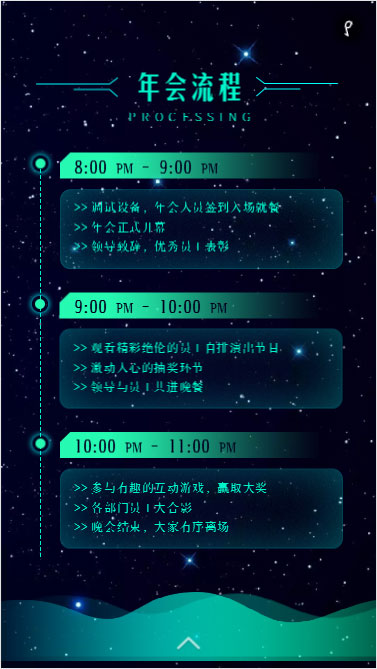 年会流程
PROCESSING
8:00 PM - 9:00 PM
>> 调试设备，年会人员签到入场就餐
>> 年会正式开幕
>> 领导致辞，优秀员工表彰
9:00 PM - 10:00 PM
>> 观看精彩绝伦的员工自排演出节目
>> 激动人心的抽奖环节
>> 领导与员工共进晚餐
10:00 PM - 11:00 PM
>> 参与有趣的互动游戏，赢取大奖
>> 各部门员工大合影
>> 晚会结束，大家有序离场